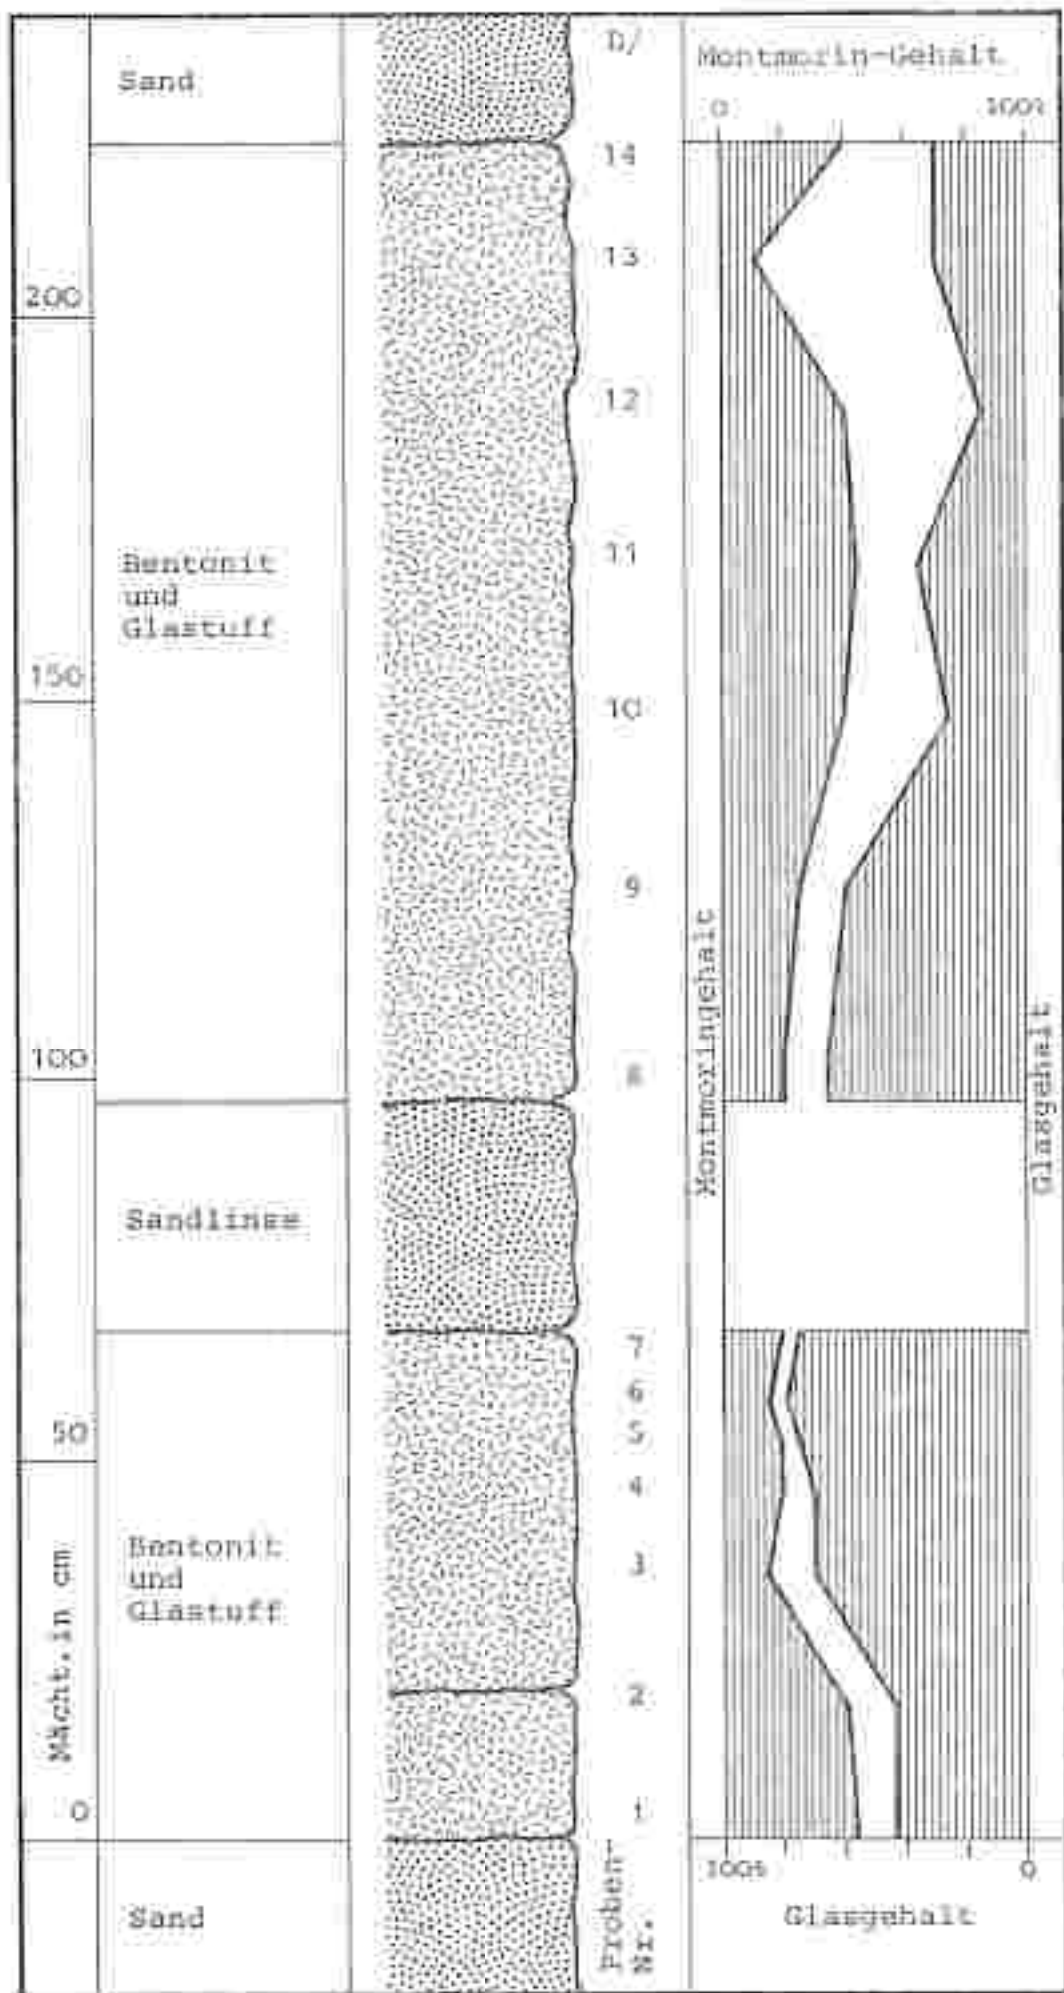 Sand
D/
Montmorin-Gehalt
0 100%
14
13
200
12
Bentonit
und
Glastuff
11
150
10
9
100
8
Montmoringehalt
Glasgehalt
Sandlinse
7
6
50
5
4
Bentonit
und
Glastuff
3
2
Mächt.in cm
0
1
100% 0
Sand
Proben-
Nr.
Glasgehalt